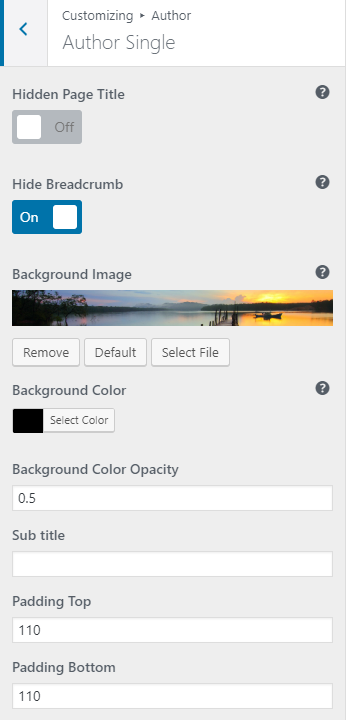 Customizing ▸ Author
Author Single
Hidden Page Title
Off
Hide Breadcrumb
On
Background Image
Remove Default Select File
Background Color
Select Color
Background Color Opacity
0.5
Sub title
Padding Top
110
Padding Bottom
110